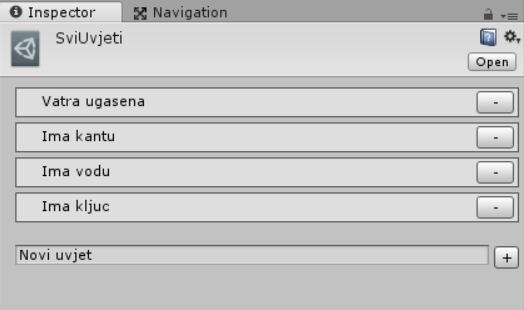 Inspector Navigation
SviUvjeti
Open
Vatra ugasena -
Ima kantu -
Ima vodu -
Ima kljuc -
Novi uvjet +